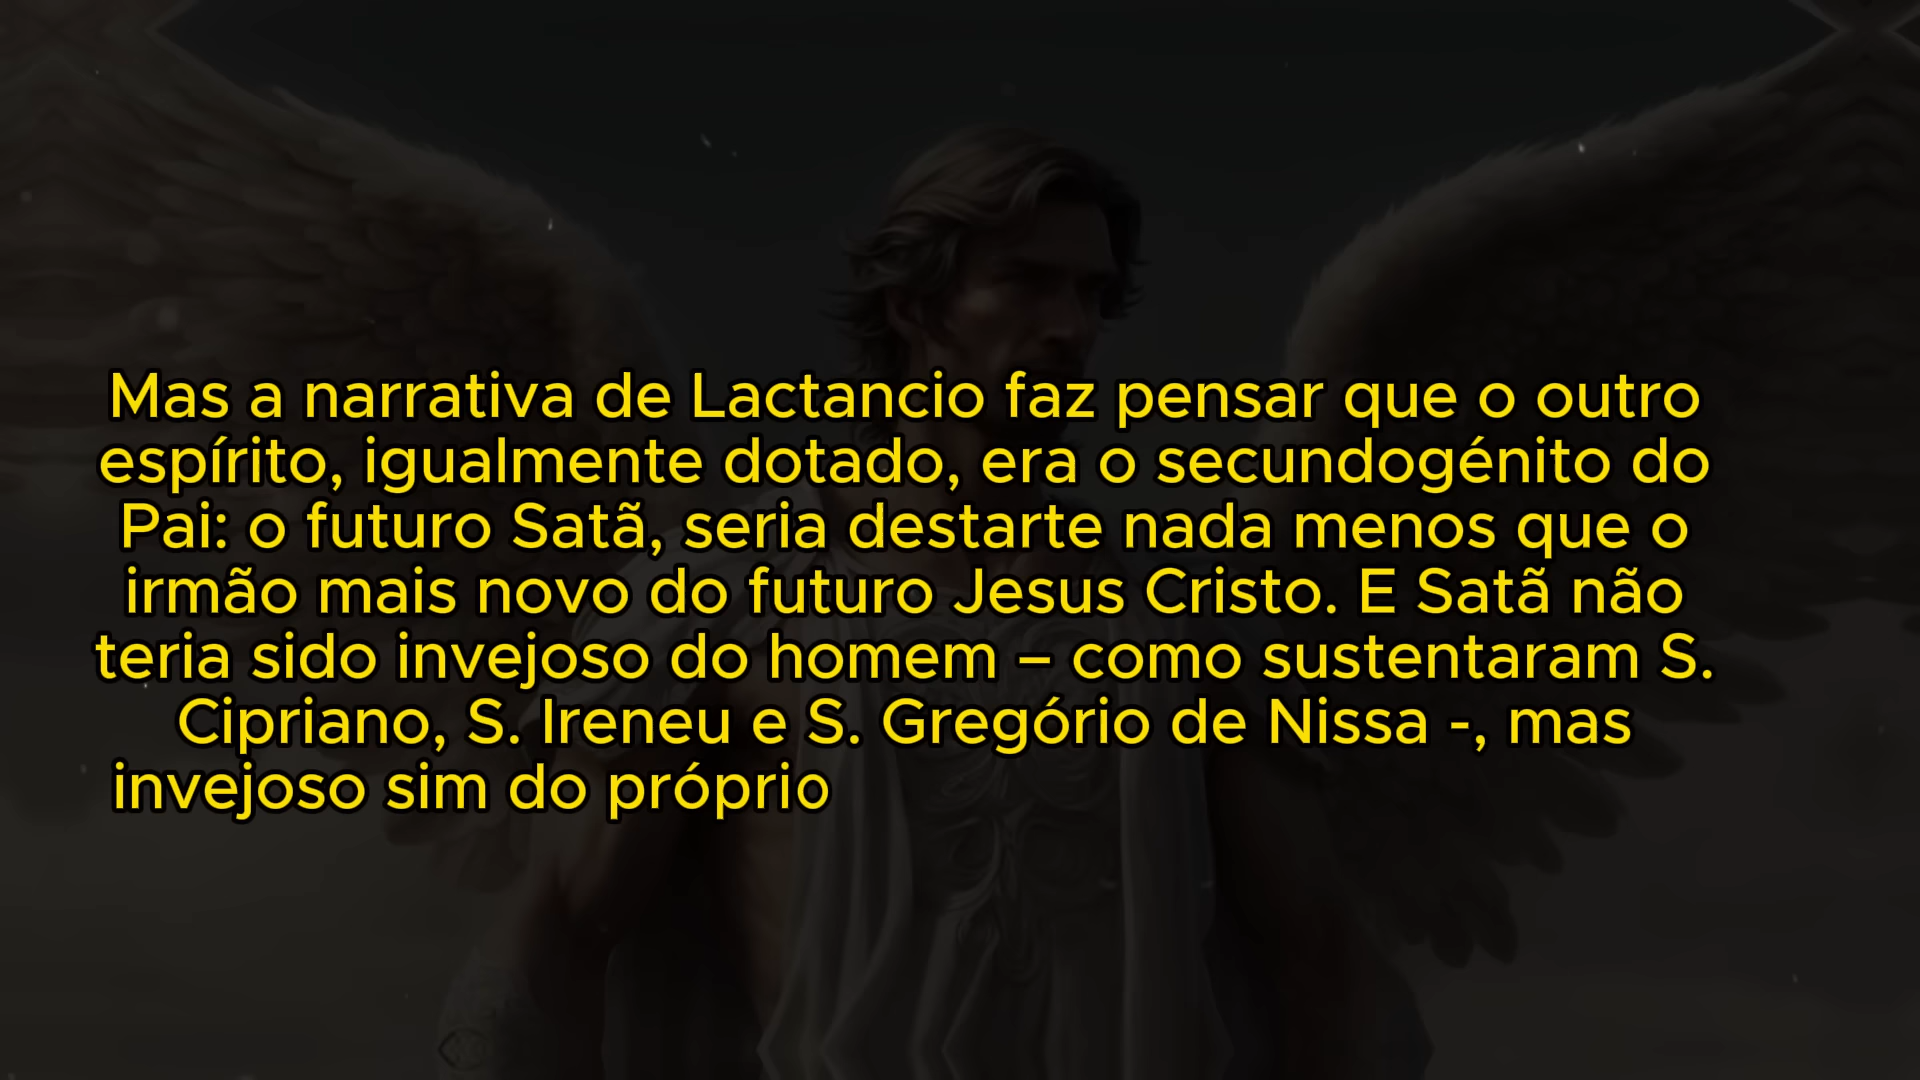 Mas a narrativa de Lactancio faz pensar que o outro
espírito, igualmente dotado, era o secundogénito do
Pai: o futuro Satã, seria destarte nada menos que o
irmão mais novo do futuro Jesus Cristo. E Satã não
teria sido invejoso do homem – como sustentaram S.
Cipriano, S. Ireneu e S. Gregório de Nissa -, mas
invejoso sim do próprio